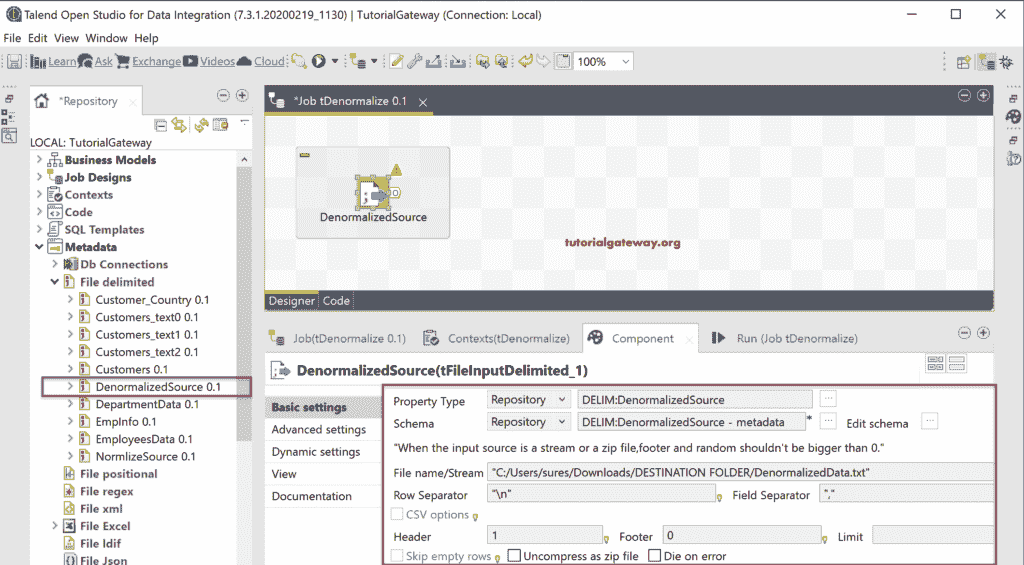 Talend Open Studio for Data Integration (7.3.1.20200219_1130) | TutorialGateway (Connection: Local)
File Edit View Window Help
Learn Ask Exchange Videos Cloud 100%
*Repository
*Job tDenormalize 0.1
LOCAL: TutorialGateway
Business Models
Job Designs
Contexts
Code
SQL Templates
Metadata
Db Connections
File delimited
Customer_Country 0.1
Customers_text0 0.1
Customers_text1 0.1
Customers_text2 0.1
Customers 0.1
DenormalizedSource 0.1
DepartmentData 0.1
EmpInfo 0.1
EmployeesData 0.1
NormlizeSource 0.1
File positional
File regex
File xml
File Excel
File ldif
File Json
DenormalizedSource
tutorialgateway.org
Designer Code
Job(tDenormalize 0.1) Contexts(tDenormalize) Component Run (Job tDenormalize)
DenormalizedSource(tFileInputDelimited_1)
Basic settings
Advanced settings
Dynamic settings
View
Documentation
Property Type Repository DELIM:DenormalizedSource ...
Schema Repository DELIM:DenormalizedSource - metadata * ... Edit schema ...
"When the input source is a stream or a zip file,footer and random shouldn't be bigger than 0."
File name/Stream "C:/Users/sures/Downloads/DESTINATION FOLDER/DenormalizedData.txt"
Row Separator "\n" Field Separator ","
CSV options
Header 1 Footer 0 Limit
Skip empty rows Uncompress as zip file Die on error